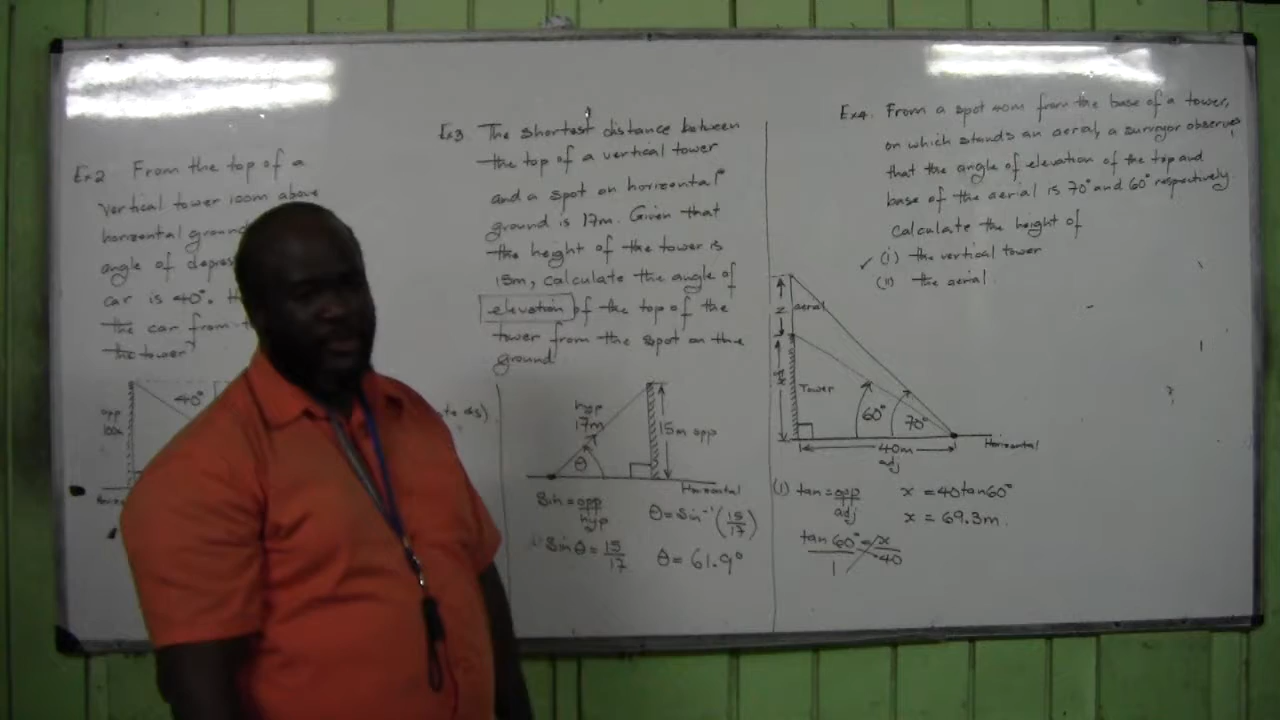 Ex2 From the top of a
vertical tower 100m above
horizontal
angle of
car is 40°.
the car from
the tower
40°
opp
Ex3 The shortest distance between
the top of a vertical tower
and a spot on horizontal
ground is 17m. Given that
the height of the tower is
15m, calculate the angle of
elevation of the top of the
tower from the spot on the
ground
hyp
17m
15m opp
θ
Horizontal
Sin = opp/hyp
θ = Sin⁻¹ (15/17)
Sin θ = 15/17
θ = 61.9°
Ex4. From a spot 40m from the base of a tower,
on which stands an aerial, a surveyor observes
that the angle of elevation of the top and
base of the aerial is 70° and 60° respectively.
Calculate the height of
✓ (i) the vertical tower
(ii) the aerial.
aerial
Tower
x
60°
70°
40m
adj
Horizontal
(i) tan = opp/adj
x = 40tan60°
x = 69.3m.
tan 60°/1 = x/40